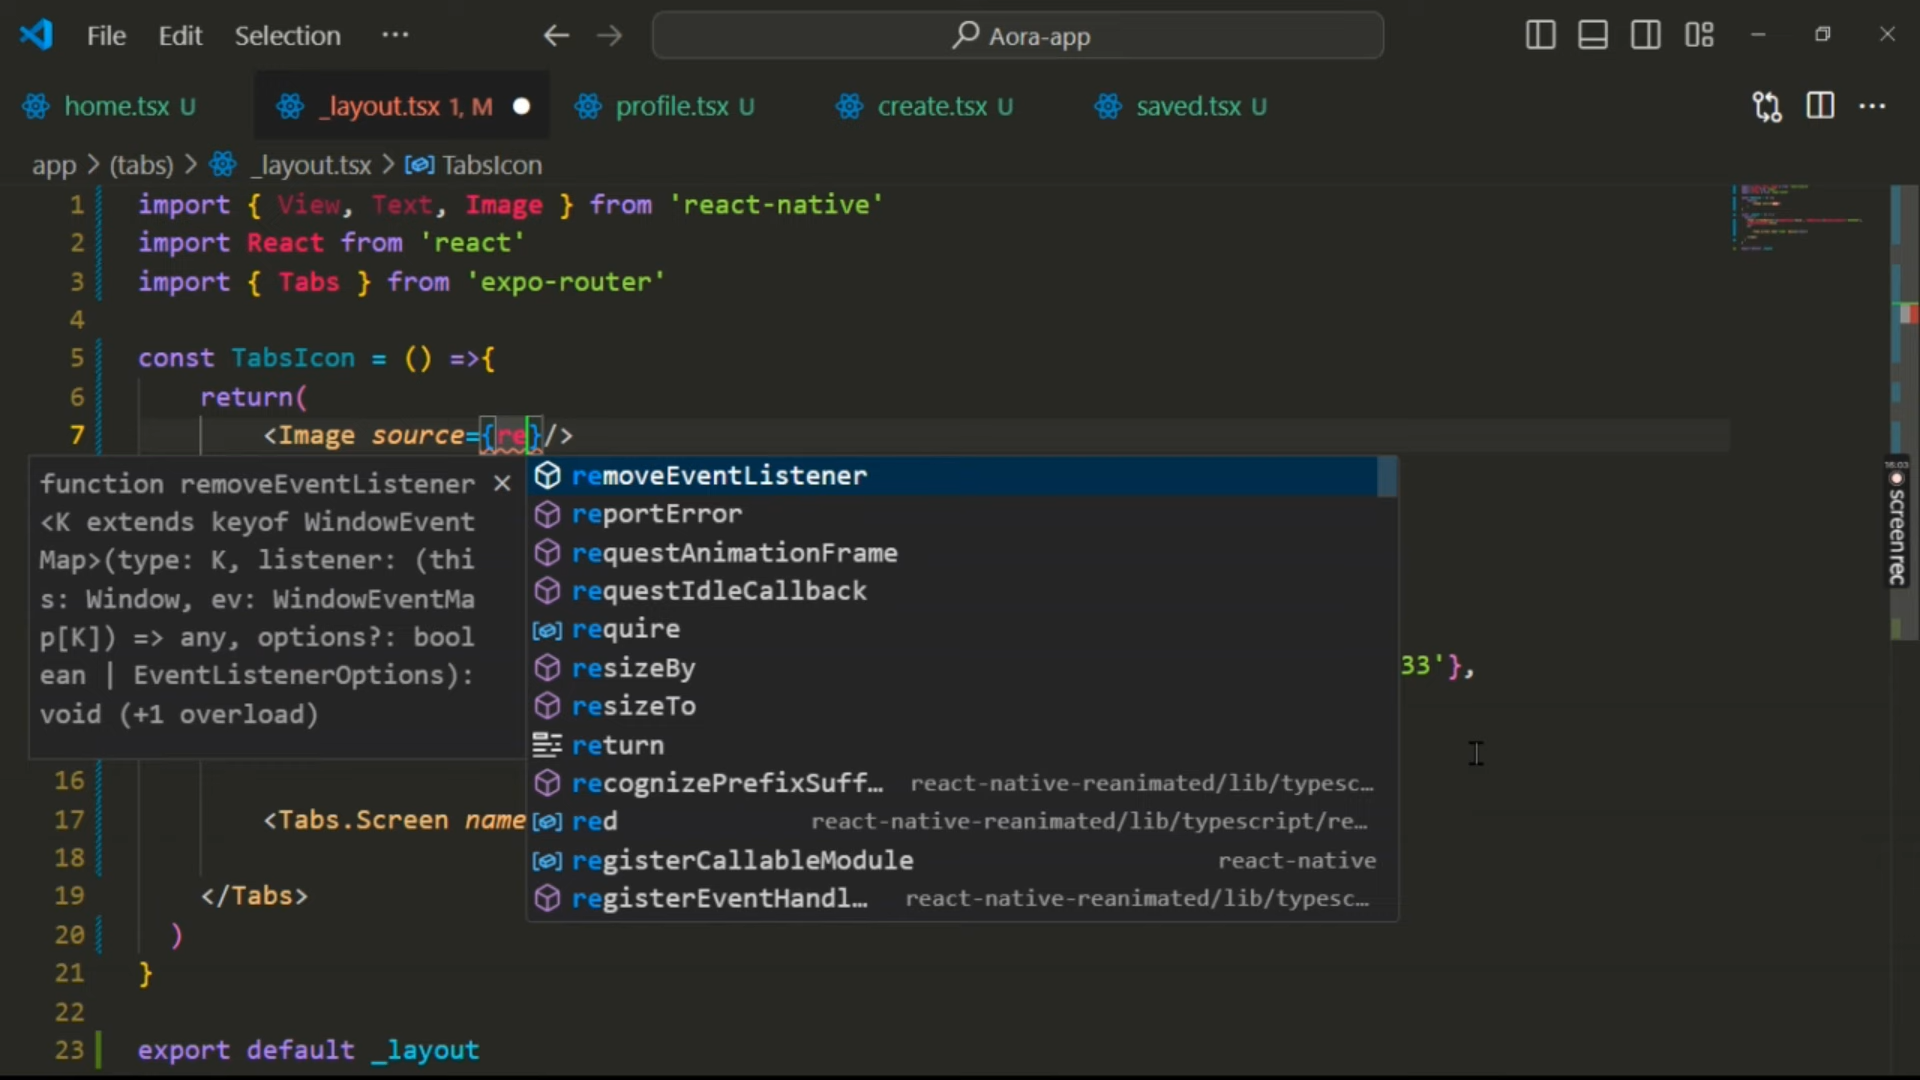 File Edit Selection ··· Aora-app
home.tsx U _layout.tsx 1, M profile.tsx U create.tsx U saved.tsx U ···
app > (tabs) > _layout.tsx > TabsIcon
1 import { View, Text, Image } from 'react-native'
2 import React from 'react'
3 import { Tabs } from 'expo-router'
4
5 const TabsIcon = () =>{
6 return(
7 <Image source={re}/>
function removeEventListener
<K extends keyof WindowEvent
Map>(type: K, listener: (thi
s: Window, ev: WindowEventMa
p[K]) => any, options?: bool
ean | EventListenerOptions):
void (+1 overload)
removeEventListener
reportError
requestAnimationFrame
requestIdleCallback
require
resizeBy
resizeTo
return
recognizePrefixSuff… react-native-reanimated/lib/typesc…
red react-native-reanimated/lib/typescript/re…
registerCallableModule react-native
registerEventHandl… react-native-reanimated/lib/typesc…
33'},
16
17 <Tabs.Screen name
18
19 </Tabs>
20 )
21 }
22
23 export default _layout
screenrec